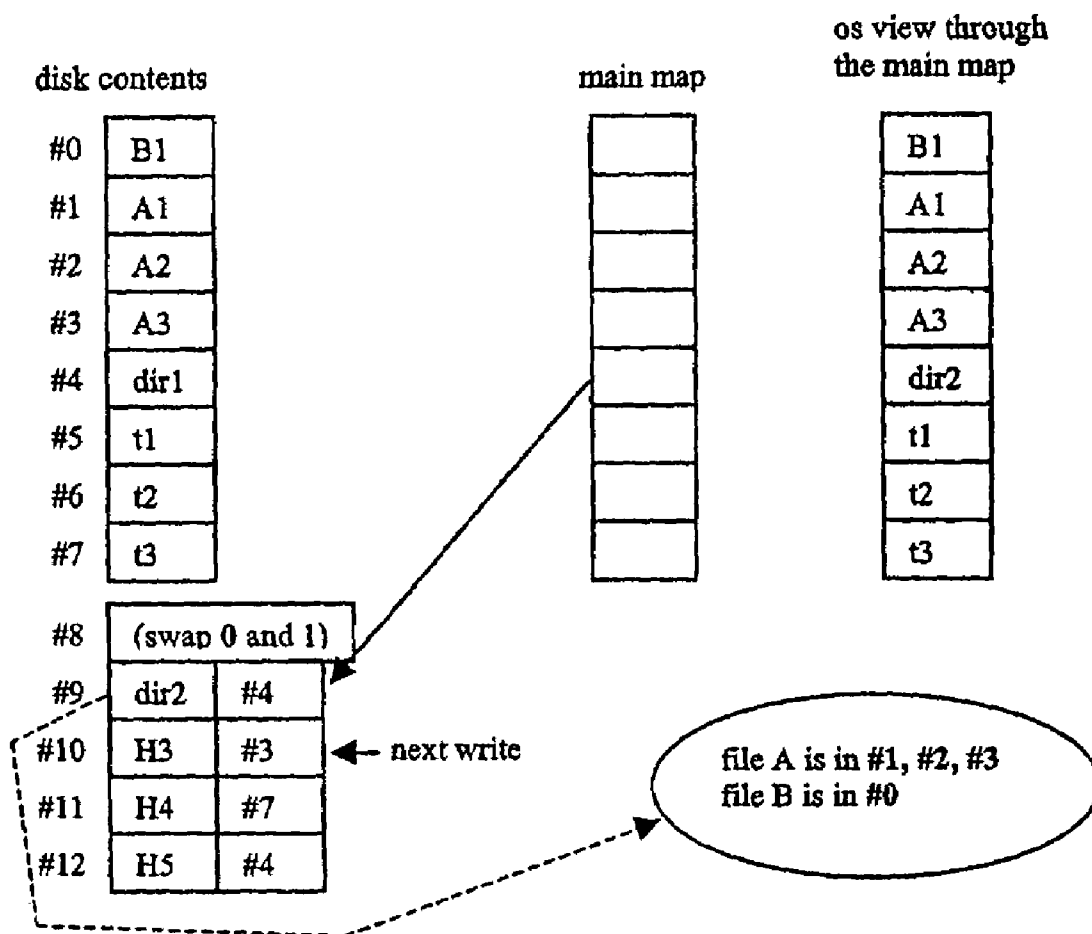 os view through
the main map
disk contents
main map
#0 B1 B1
#1 A1 A1
#2 A2 A2
#3 A3 A3
#4 dir1 dir2
#5 t1 t1
#6 t2 t2
#7 t3 t3
#8 (swap 0 and 1)
#9 dir2 #4
#10 H3 #3 next write
#11 H4 #7
#12 H5 #4
file A is in #1, #2, #3
file B is in #0